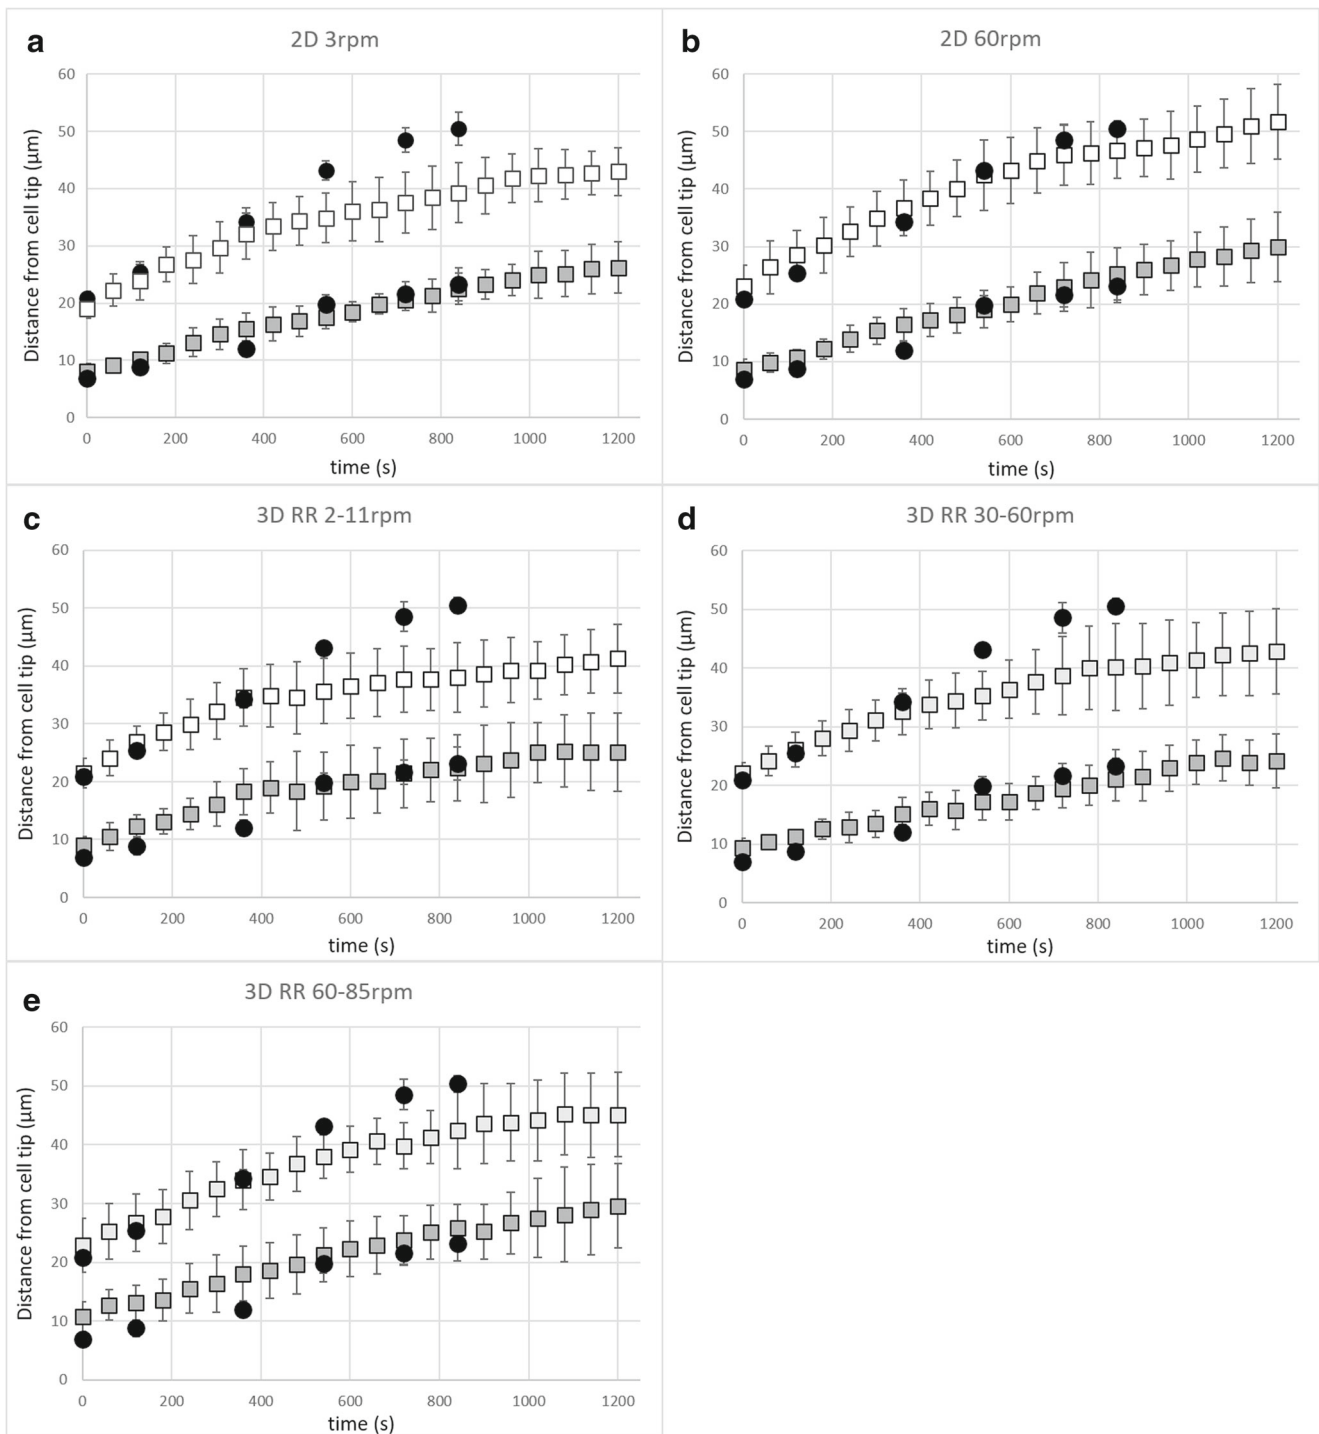 a
2D 3rpm
Distance from cell tip (µm)
60
50
40
30
20
10
0
0 200 400 600 800 1000 1200
time (s)
b
2D 60rpm
Distance from cell tip (µm)
60
50
40
30
20
10
0
0 200 400 600 800 1000 1200
time (s)
c
3D RR 2-11rpm
Distance from cell tip (µm)
60
50
40
30
20
10
0
0 200 400 600 800 1000 1200
time (s)
d
3D RR 30-60rpm
Distance from cell tip (µm)
60
50
40
30
20
10
0
0 200 400 600 800 1000 1200
time (s)
e
3D RR 60-85rpm
Distance from cell tip (µm)
60
50
40
30
20
10
0
0 200 400 600 800 1000 1200
time (s)